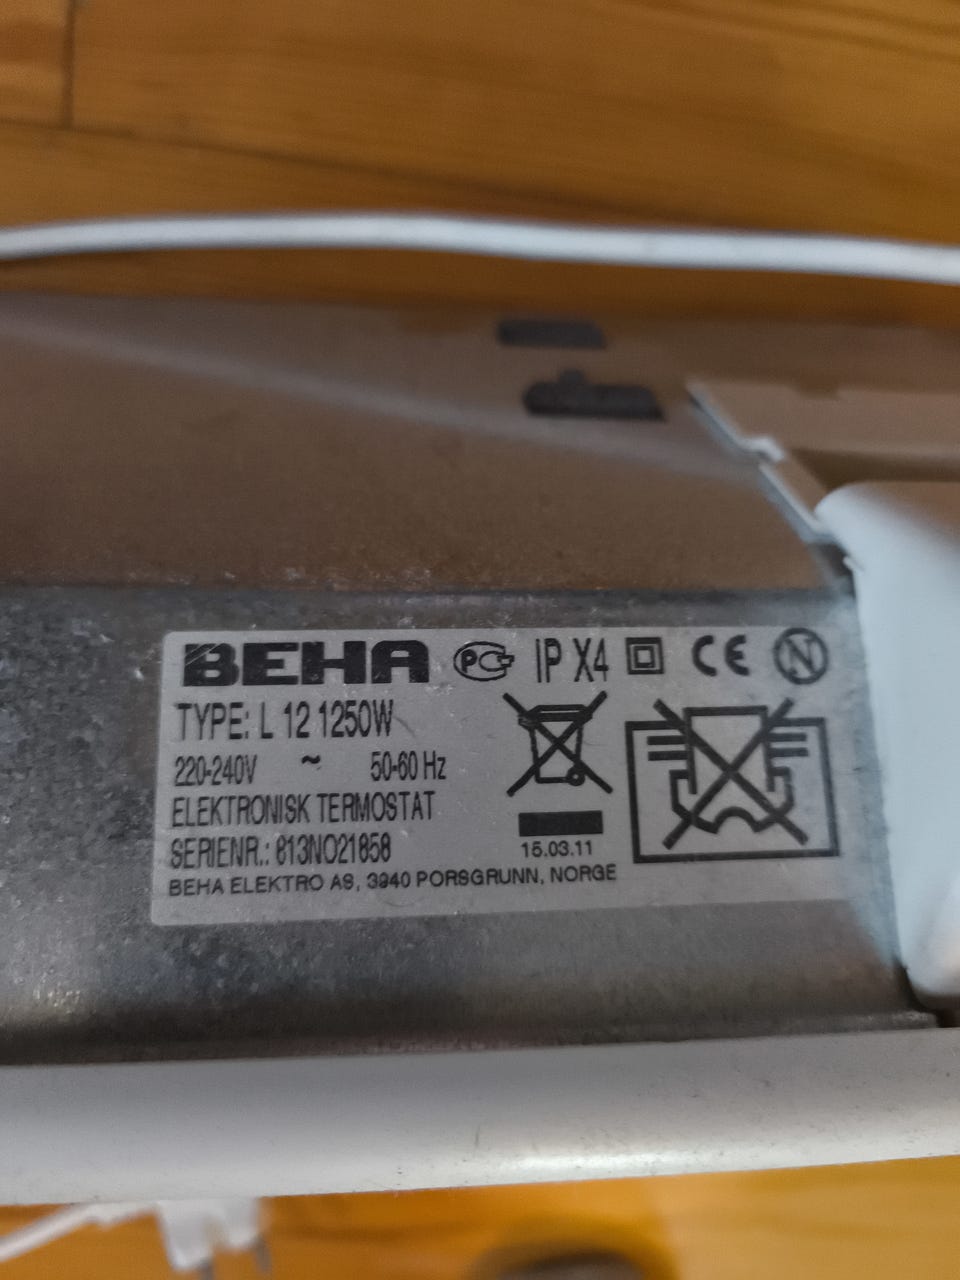 BEHA PC IP X4 CE N
TYPE: L 12 1250W
220-240V ~ 50-60 Hz
ELEKTRONISK TERMOSTAT
SERIENR.: 813NO21858
15.03.11
BEHA ELEKTRO AS, 3940 PORSGRUNN, NORGE